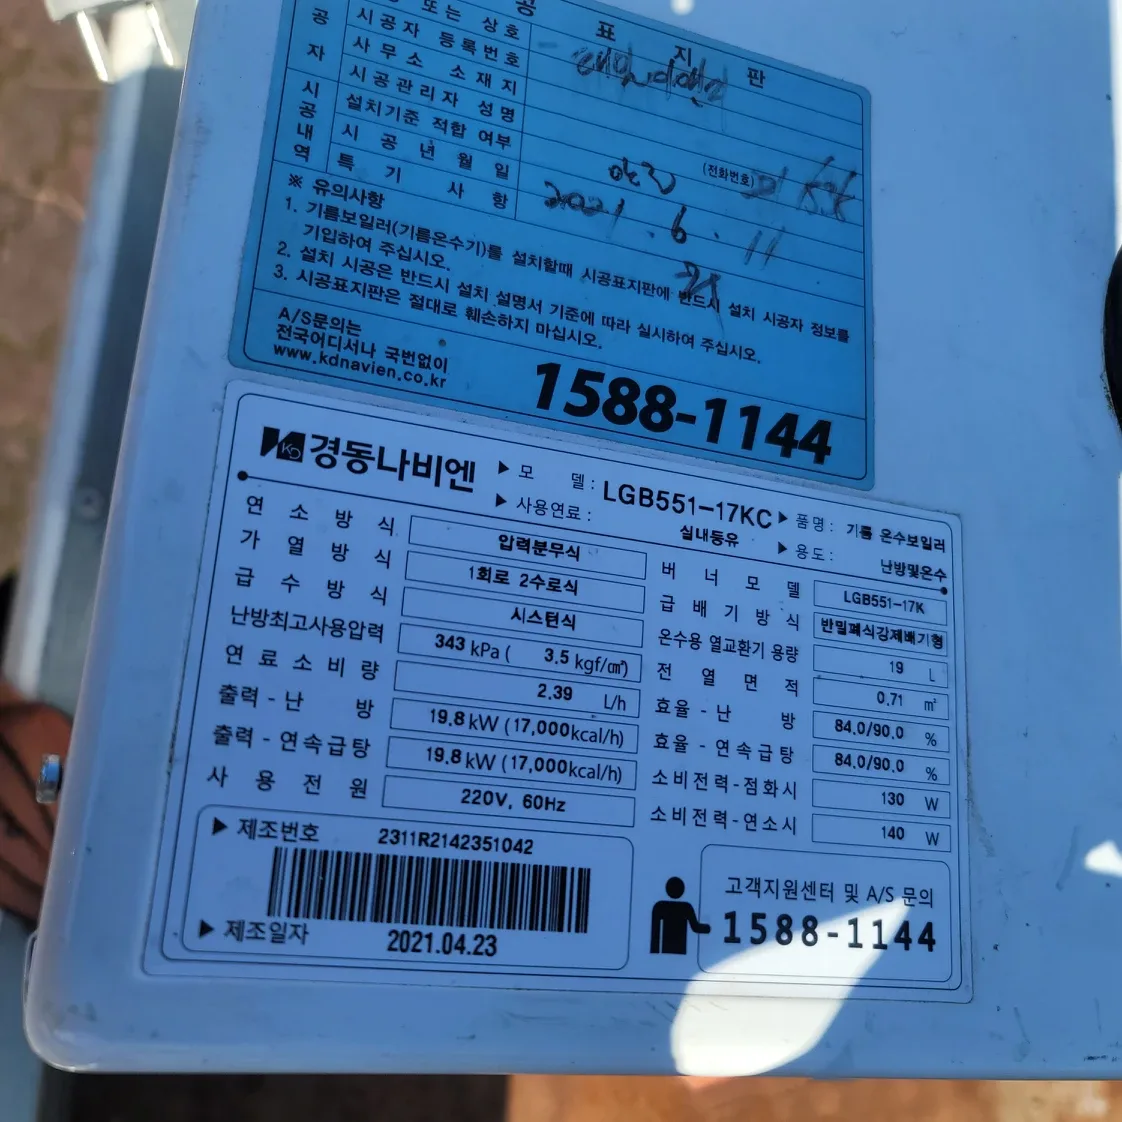 공 표 지 판
공 또는 상호
공 시공자 등록번호
자 사무소 소재지
시공관리자 성명
(전화번호)
시 설치기준 적합 여부
공 시 공 년 월 일 2021. 6. 11
내 특 기 사 항
역
※ 유의사항
1. 기름보일러(기름온수기)를 설치할때 시공표지판에 반드시 설치 시공자 정보를
기입하여 주십시오.
2. 설치 시공은 반드시 설치 설명서 기준에 따라 실시하여 주십시오.
3. 시공표지판은 절대로 훼손하지 마십시오.
A/S문의는
전국어디서나 국번없이
www.kdnavien.co.kr
1588-1144
KD 경동나비엔 ▶ 모 델 : LGB551-17KC ▶ 품명 : 기름 온수보일러
▶ 사용연료 : 실내등유 ▶ 용도 : 난방및온수
연 소 방 식 압력분무식 버 너 모 델 LGB551-17K
가 열 방 식 1회로 2수로식 급 배 기 방 식 반밀폐식강제배기형
급 수 방 식 시스턴식 온수용 열교환기 용량 19 L
난방최고사용압력 343 kPa ( 3.5 kgf/㎠) 전 열 면 적 0.71 ㎡
연 료 소 비 량 2.39 L/h 효율 - 난 방 84.0/90.0 %
출력 - 난 방 19.8 kW (17,000kcal/h) 효율 - 연속급탕 84.0/90.0 %
출력 - 연속급탕 19.8 kW (17,000kcal/h) 소비전력-점화시 130 W
사 용 전 원 220V, 60Hz 소비전력-연소시 140 W
▶ 제조번호 2311R2142351042
▶ 제조일자 2021.04.23
고객지원센터 및 A/S 문의
1588-1144